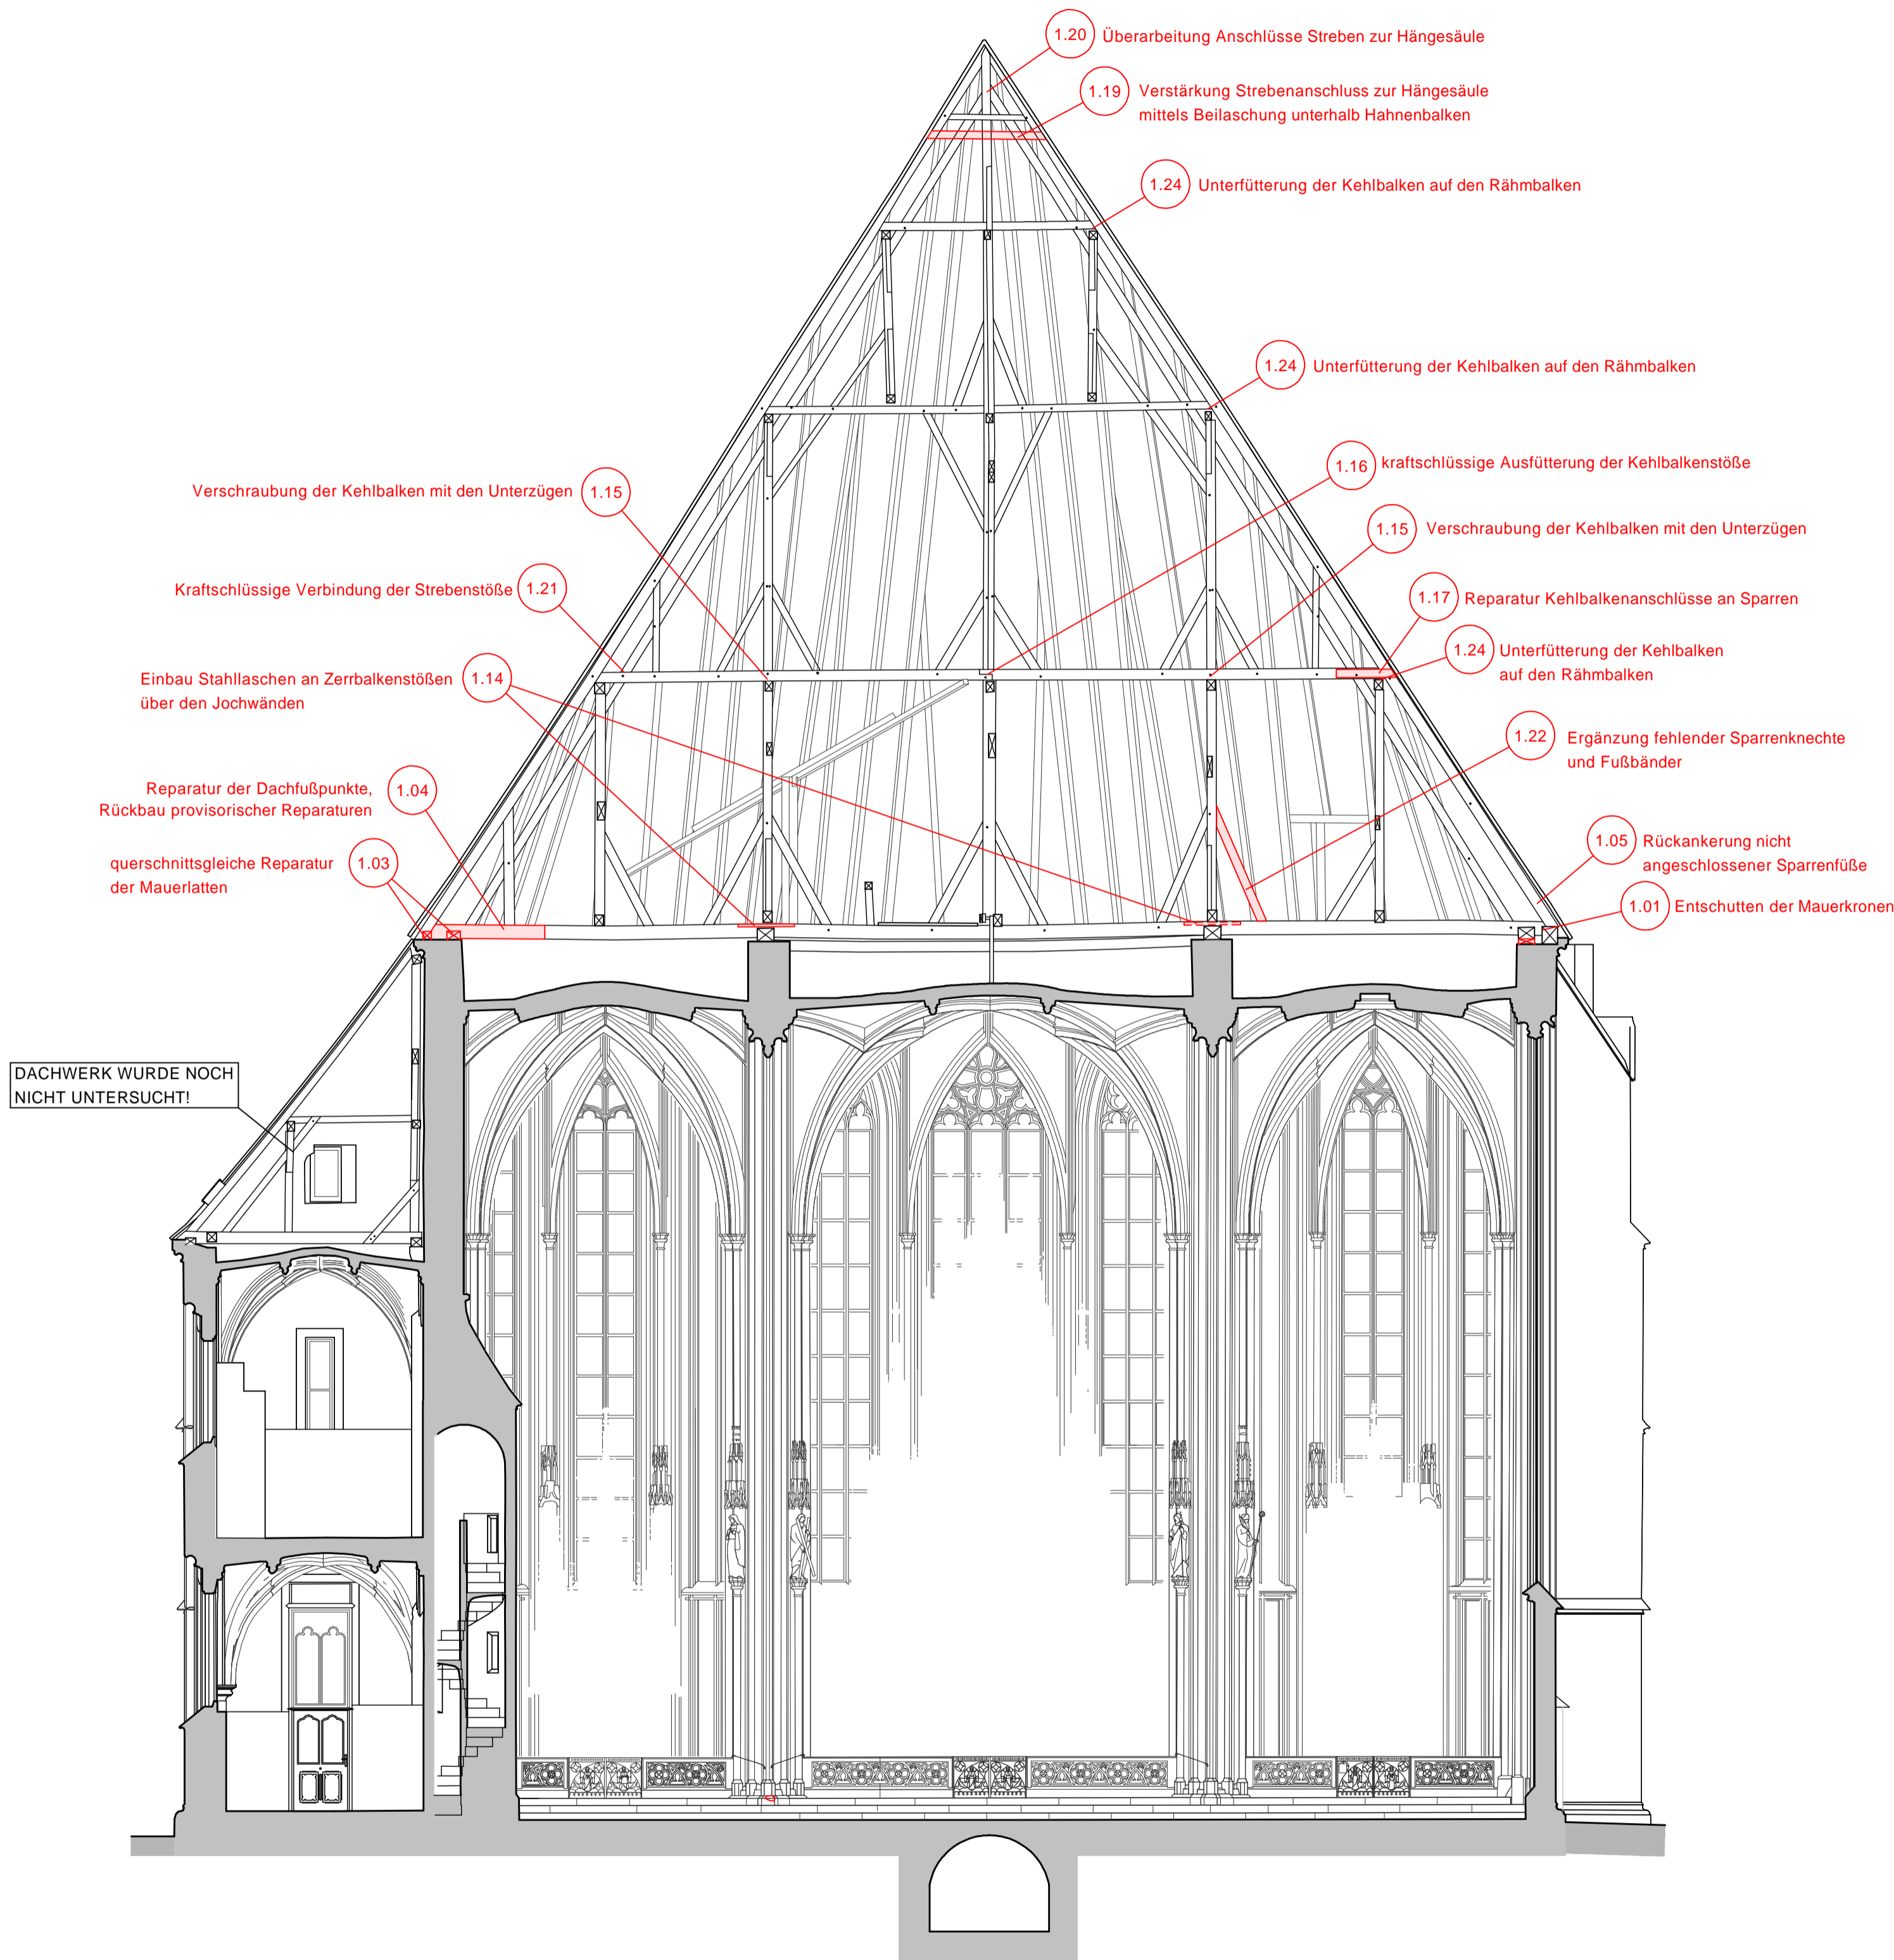 1.20 Überarbeitung Anschlüsse Streben zur Hängesäule
1.19 Verstärkung Strebenanschluss zur Hängesäule
mittels Beilaschung unterhalb Hahnenbalken
1.24 Unterfütterung der Kehlbalken auf den Rähmbalken
1.24 Unterfütterung der Kehlbalken auf den Rähmbalken
1.16 kraftschlüssige Ausfütterung der Kehlbalkenstöße
Verschraubung der Kehlbalken mit den Unterzügen 1.15
1.15 Verschraubung der Kehlbalken mit den Unterzügen
Kraftschlüssige Verbindung der Strebenstöße 1.21
1.17 Reparatur Kehlbalkenanschlüsse an Sparren
1.24 Unterfütterung der Kehlbalken
auf den Rähmbalken
Einbau Stahllaschen an Zerrbalkenstößen 1.14
über den Jochwänden
1.22 Ergänzung fehlender Sparrenknechte
und Fußbänder
Reparatur der Dachfußpunkte, 1.04
Rückbau provisorischer Reparaturen
1.05 Rückankerung nicht
angeschlossener Sparrenfüße
querschnittsgleiche Reparatur 1.03
der Mauerlatten
1.01 Entschutten der Mauerkronen
DACHWERK WURDE NOCH
NICHT UNTERSUCHT!